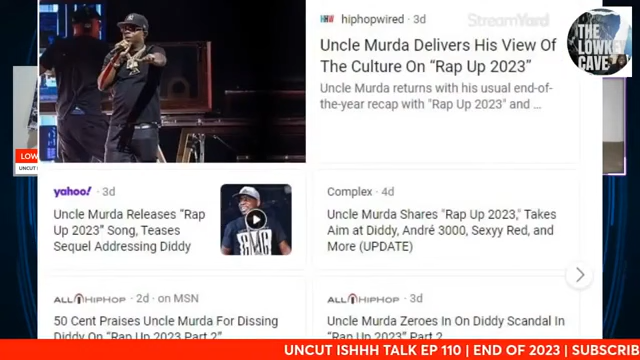 hiphopwired · 3d
StreamYard
THE
LOWKEY
CAVE
Uncle Murda Delivers His View Of
The Culture On “Rap Up 2023”
Uncle Murda returns with his usual end-of-
the-year recap with "Rap Up 2023" and ...
LOW
UNCUT I
yahoo! · 3d
Uncle Murda Releases “Rap
Up 2023” Song, Teases
Sequel Addressing Diddy
Complex · 4d
Uncle Murda Shares "Rap Up 2023," Takes
Aim at Diddy, André 3000, Sexyy Red, and
More (UPDATE)
ALLHIPHOP · 2d · on MSN
50 Cent Praises Uncle Murda For Dissing
Diddy On “Rap Up 2023 Part 2”
ALLHIPHOP · 3d
Uncle Murda Zeroes In On Diddy Scandal In
“Rap Up 2023” Part 2
UNCUT ISHHH TALK EP 110 | END OF 2023 | SUBSCRIB